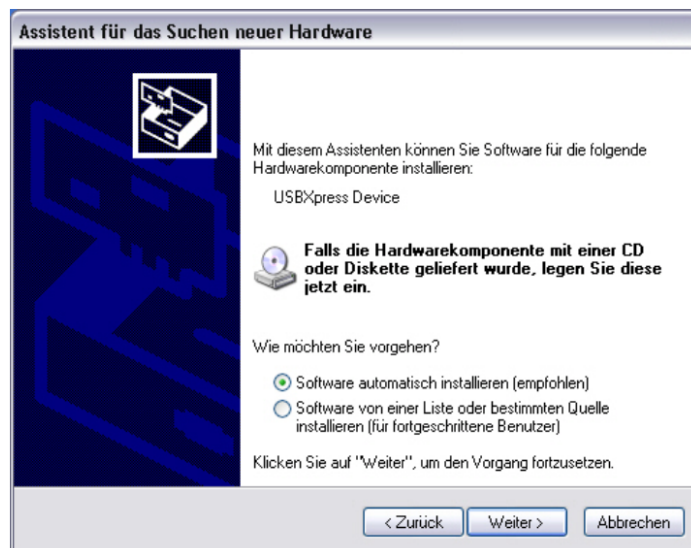 Assistent für das Suchen neuer Hardware
Mit diesem Assistenten können Sie Software für die folgende
Hardwarekomponente installieren:
USBXpress Device
Falls die Hardwarekomponente mit einer CD
oder Diskette geliefert wurde, legen Sie diese
jetzt ein.
Wie möchten Sie vorgehen?
Software automatisch installieren (empfohlen)
Software von einer Liste oder bestimmten Quelle
installieren (für fortgeschrittene Benutzer)
Klicken Sie auf "Weiter", um den Vorgang fortzusetzen.
< Zurück Weiter > Abbrechen